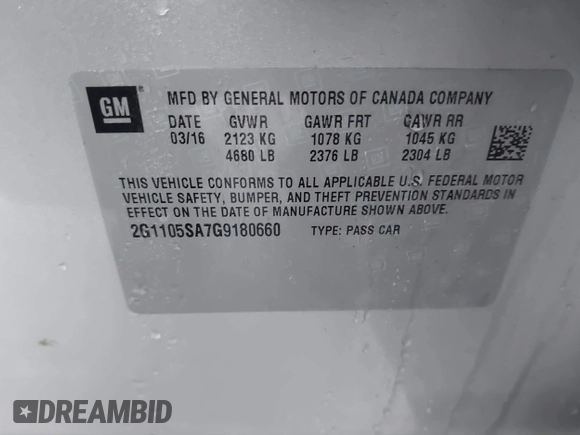 GM
MFD BY GENERAL MOTORS OF CANADA COMPANY
DATE GVWR GAWR FRT GAWR RR
03/16 2123 KG 1078 KG 1045 KG
4680 LB 2376 LB 2304 LB
THIS VEHICLE CONFORMS TO ALL APPLICABLE U.S. FEDERAL MOTOR
VEHICLE SAFETY, BUMPER, AND THEFT PREVENTION STANDARDS IN
EFFECT ON THE DATE OF MANUFACTURE SHOWN ABOVE.
2G1105SA7G9180660 TYPE: PASS CAR
DREAMBID